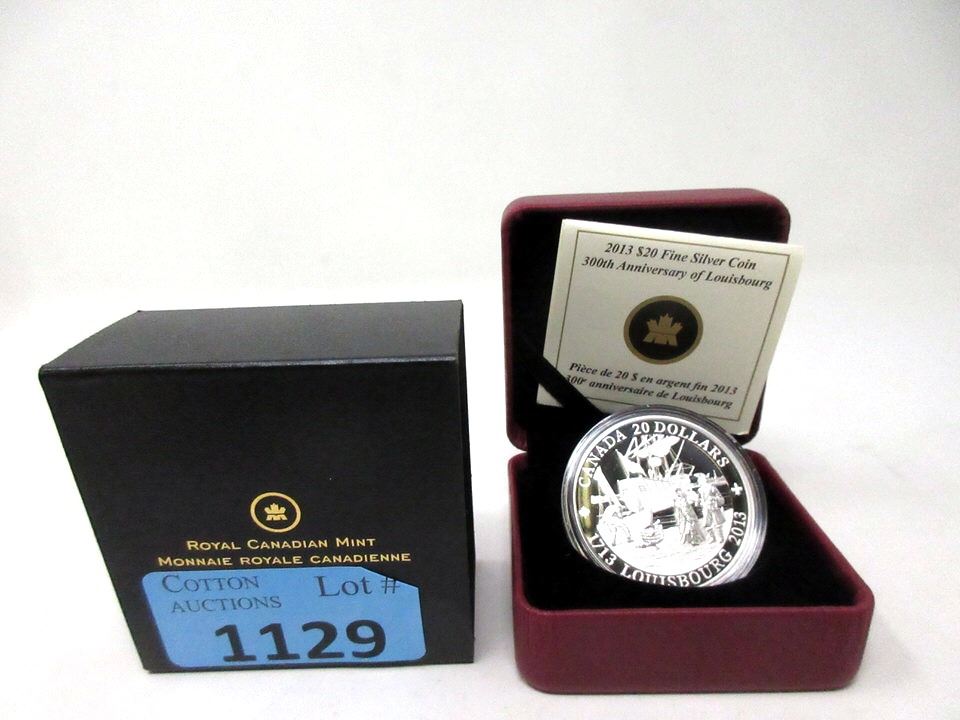 ROYAL CANADIAN MINT
MONNAIE ROYALE CANADIENNE
COTTON
AUCTIONS
Lot #
1129
2013 $20 Fine Silver Coin
300th Anniversary of Louisbourg
Pièce de 20 $ en argent fin 2013
300e anniversaire de Louisbourg
CANADA 20 DOLLARS
1713 LOUISBOURG 2013